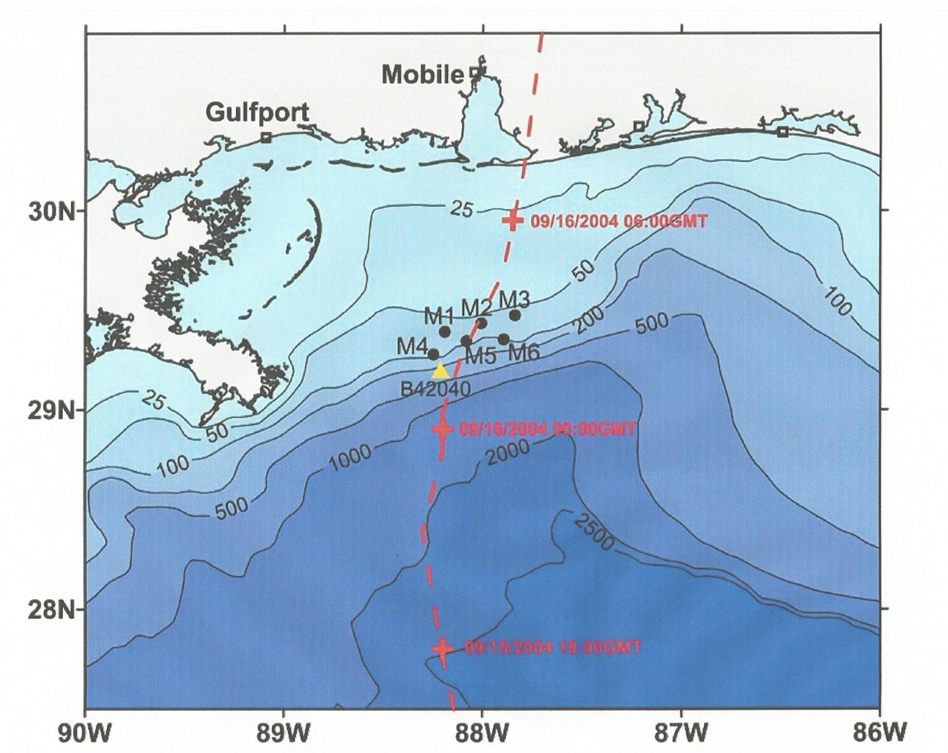 Mobile
Gulfport
30N
25
09/16/2004 06:00GMT
50
100
M1 M2 M3
200
500
M4 M5 M6
B42040
29N
25
50
09/16/2004 00:00GMT
100
1000
2000
500
2500
28N
09/15/2004 18:00GMT
90W 89W 88W 87W 86W